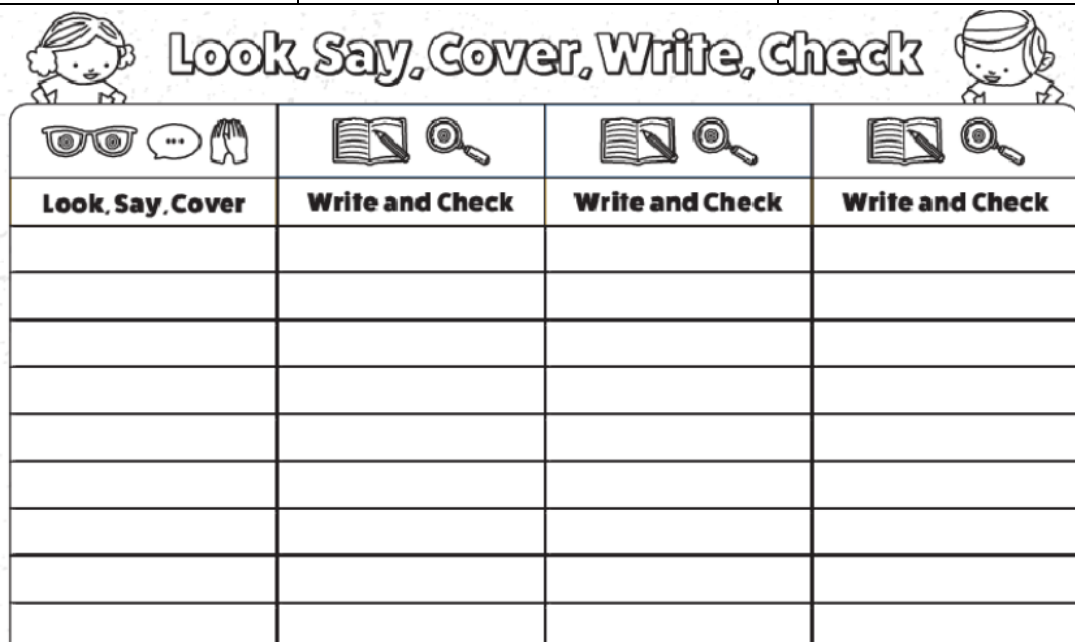 Look, Say, Cover, Write, Check
Look, Say, Cover
Write and Check
Write and Check
Write and Check